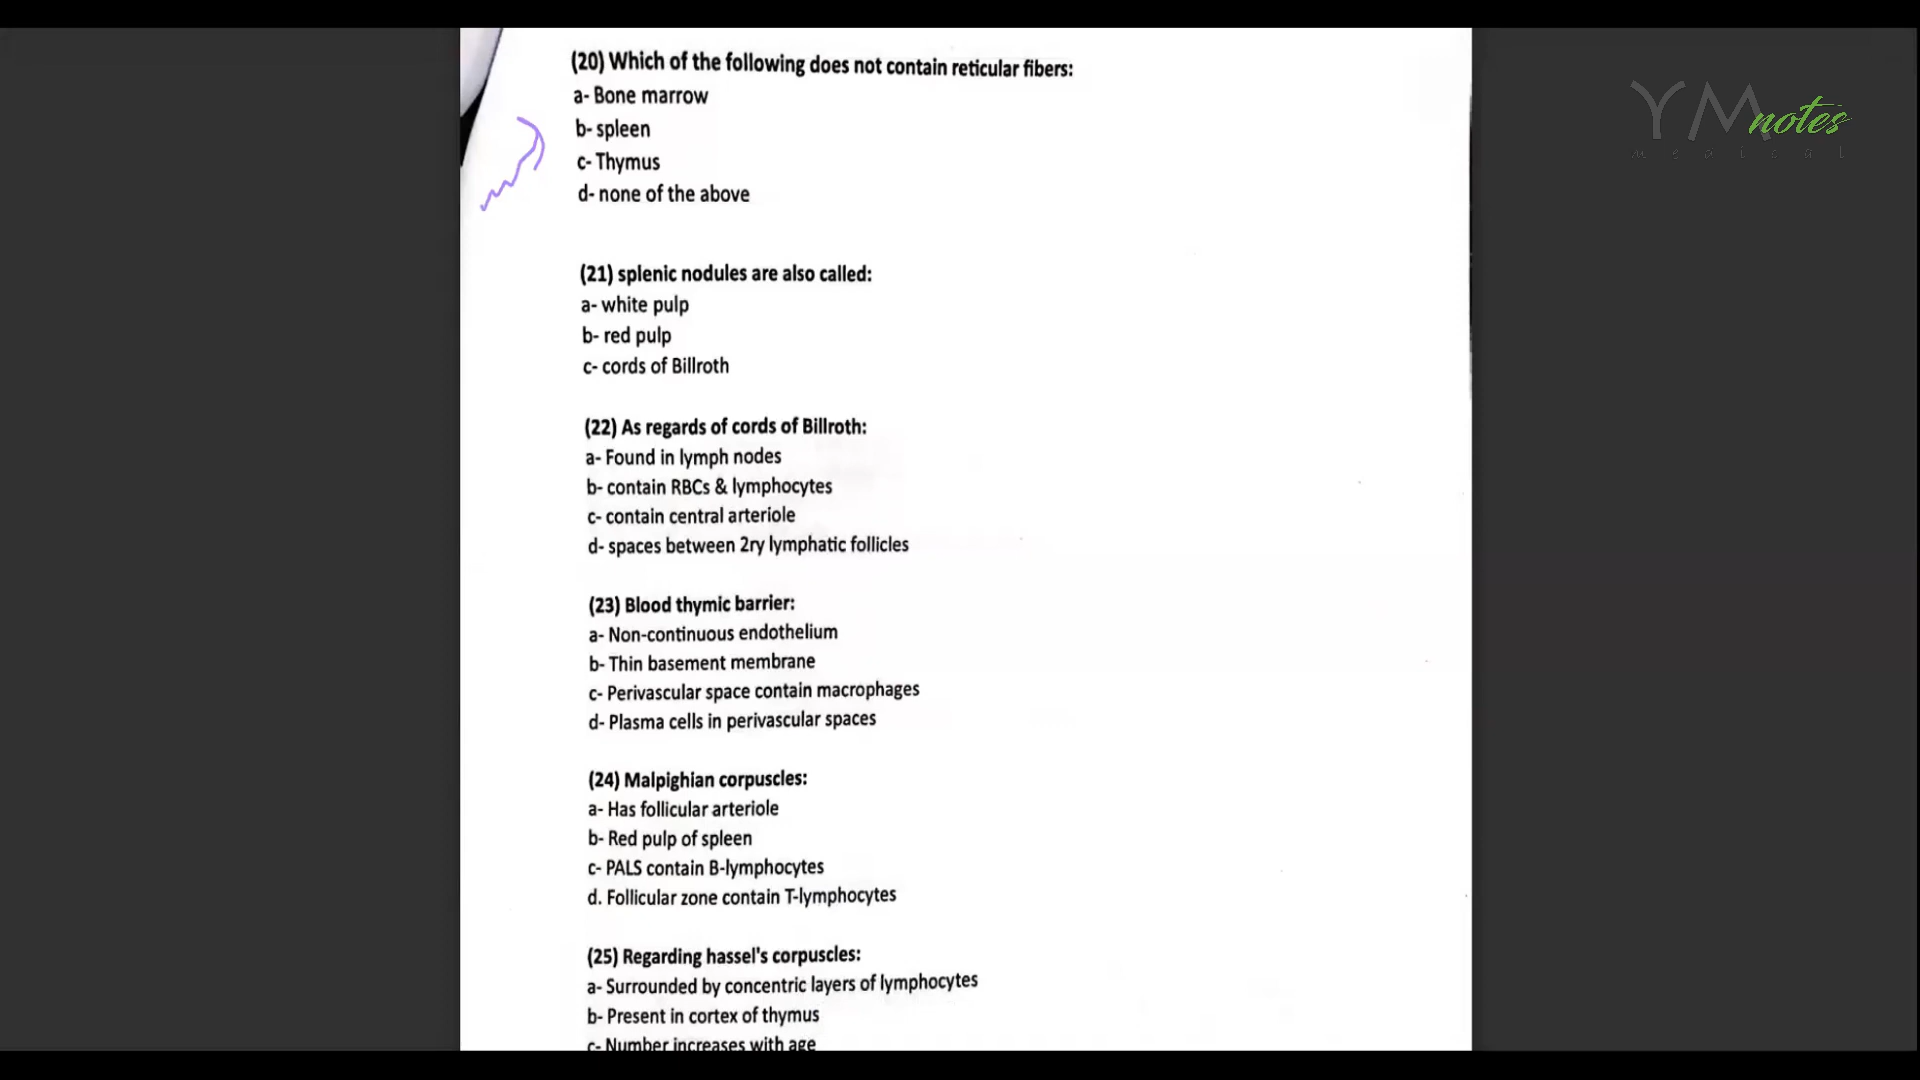 (20) Which of the following does not contain reticular fibers:
a- Bone marrow
b- spleen
c- Thymus
d- none of the above
(21) splenic nodules are also called:
a- white pulp
b- red pulp
c- cords of Billroth
(22) As regards of cords of Billroth:
a- Found in lymph nodes
b- contain RBCs & lymphocytes
c- contain central arteriole
d- spaces between 2ry lymphatic follicles
(23) Blood thymic barrier:
a- Non-continuous endothelium
b- Thin basement membrane
c- Perivascular space contain macrophages
d- Plasma cells in perivascular spaces
(24) Malpighian corpuscles:
a- Has follicular arteriole
b- Red pulp of spleen
c- PALS contain B-lymphocytes
d. Follicular zone contain T-lymphocytes
(25) Regarding hassel's corpuscles:
a- Surrounded by concentric layers of lymphocytes
b- Present in cortex of thymus
c- Number increases with age
YM notes
medical